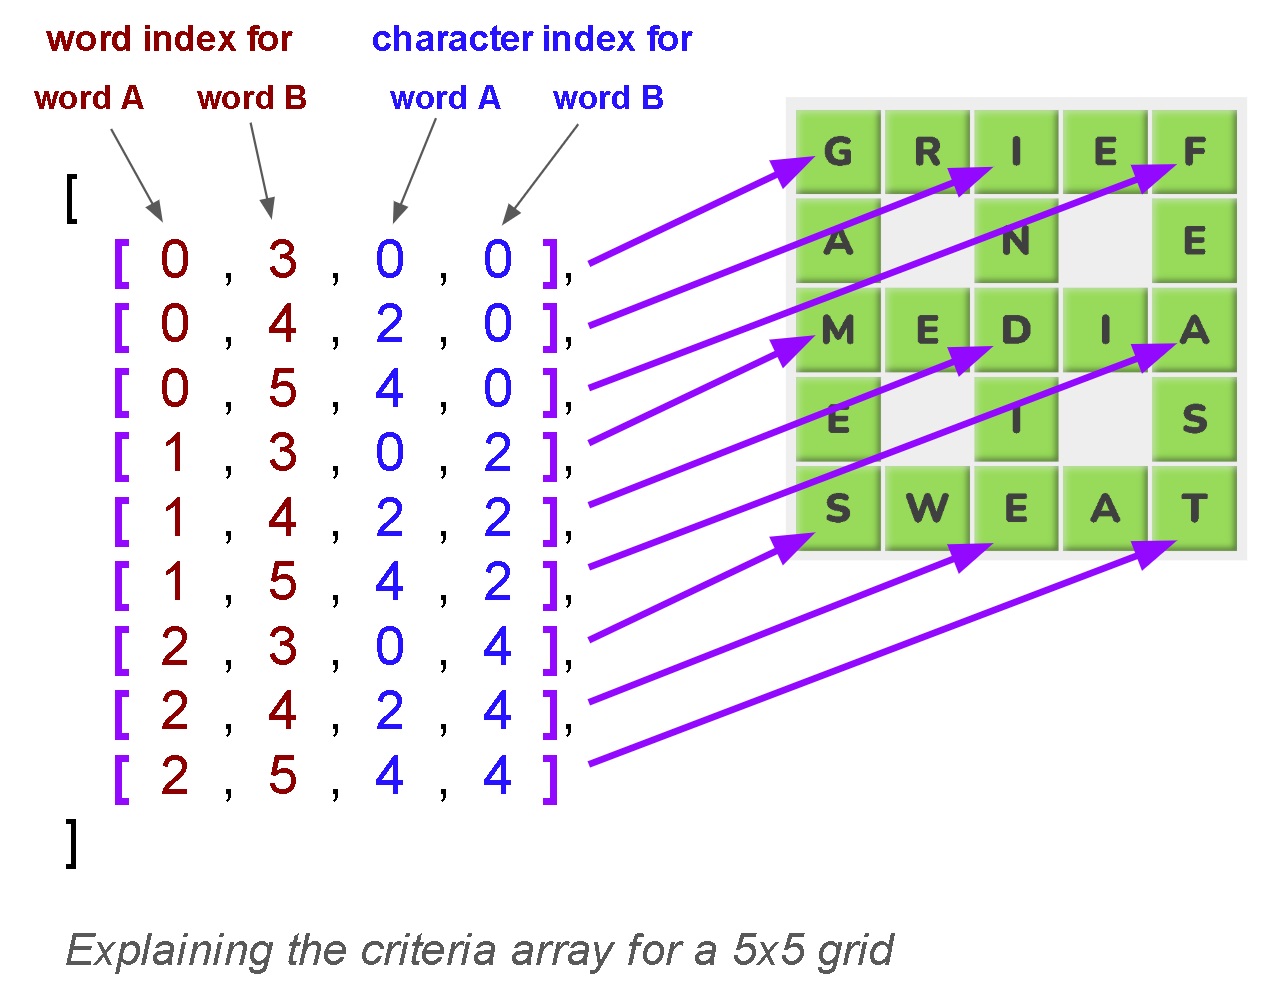 word index for character index for
word A word B word A word B
[
[ 0 , 3 , 0 , 0 ],
[ 0 , 4 , 2 , 0 ],
[ 0 , 5 , 4 , 0 ],
[ 1 , 3 , 0 , 2 ],
[ 1 , 4 , 2 , 2 ],
[ 1 , 5 , 4 , 2 ],
[ 2 , 3 , 0 , 4 ],
[ 2 , 4 , 2 , 4 ],
[ 2 , 5 , 4 , 4 ]
]
G R I E F
A N E
M E D I A
E I S
S W E A T
Explaining the criteria array for a 5x5 grid